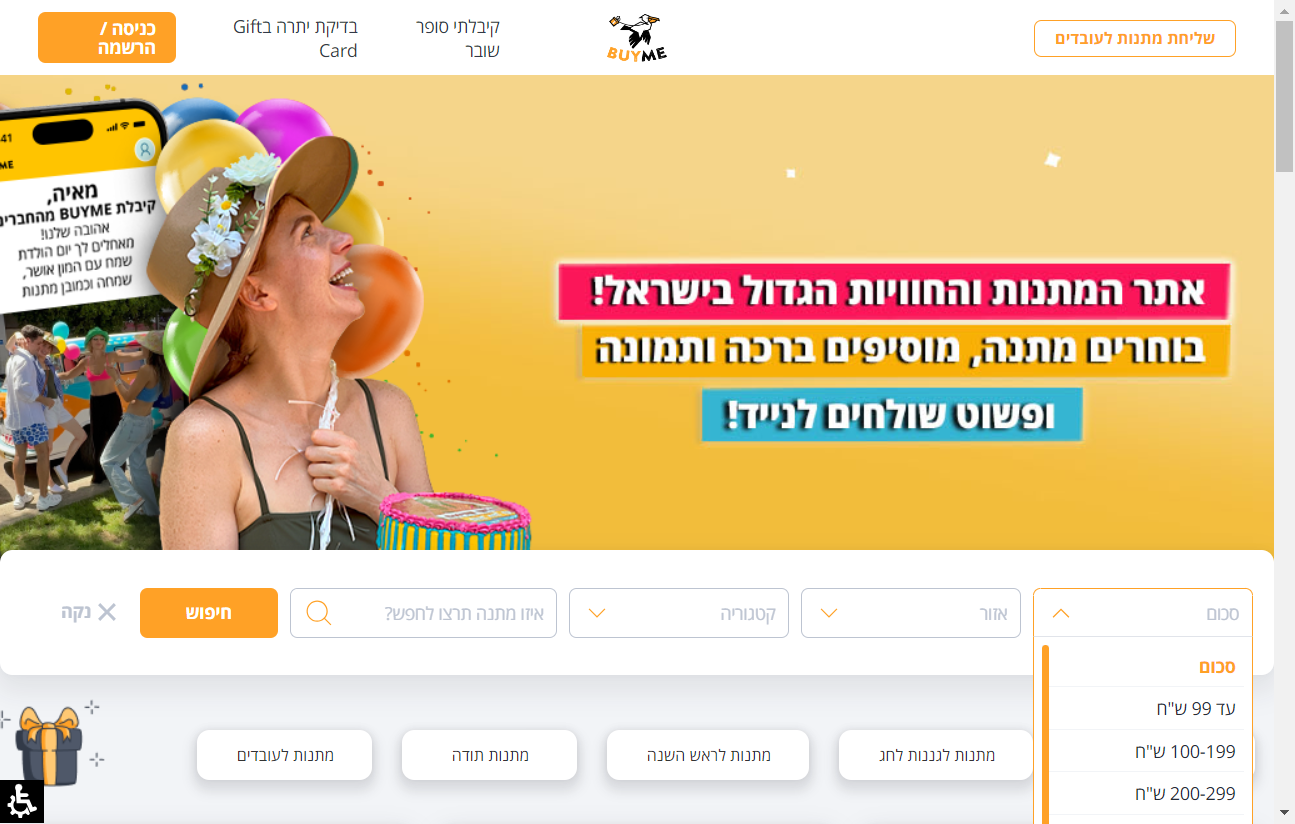 שליחת מתנות לעובדים
BUYME
קיבלתי סופר
שובר
בדיקת יתרה בGift
Card
כניסה /
הרשמה
41
ME
מאיה,
קיבלת BUYME מהחברים
אהובה שלנו!
מאחלים לך יום הולדת
שמח עם המון אושר,
שמחה וכמובן מתנות
אתר המתנות והחוויות הגדול בישראל!
בוחרים מתנה, מוסיפים ברכה ותמונה
ופשוט שולחים לנייד!
סכום
אזור
קטגוריה
איזו מתנה תרצו לחפש?
חיפוש
נקה
סכום
עד 99 ש"ח
100-199 ש"ח
200-299 ש"ח
מתנות לגננות לחג
מתנות לראש השנה
מתנות תודה
מתנות לעובדים